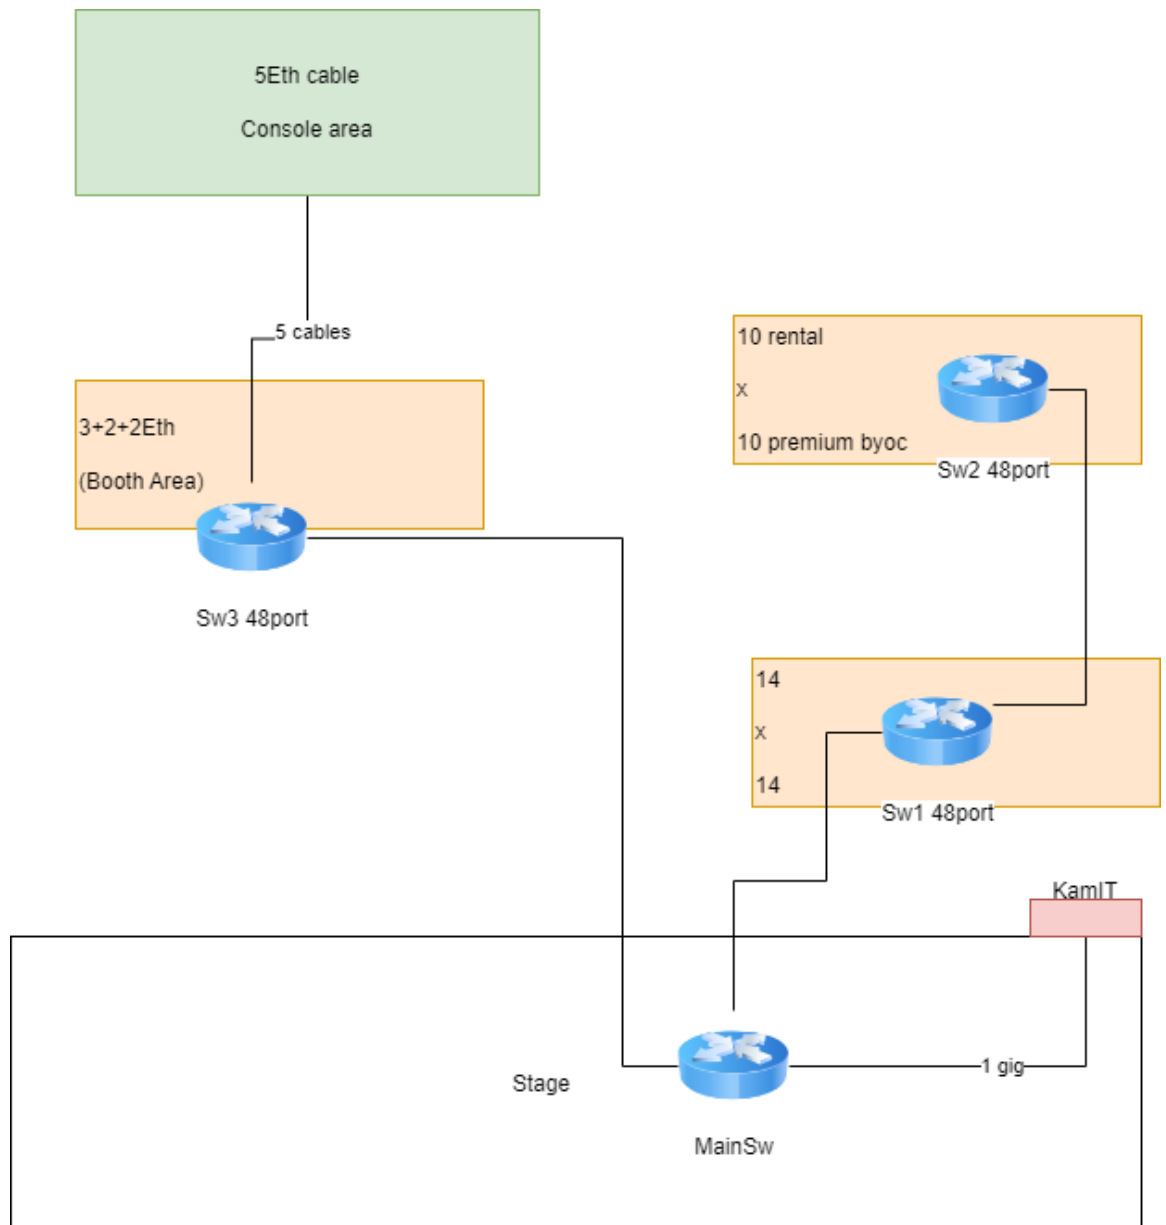 5Eth cable
Console area
5 cables
10 rental
x
10 premium byoc
Sw2 48port
3+2+2Eth
(Booth Area)
Sw3 48port
14
x
14
Sw1 48port
KamIT
1 gig
Stage
MainSw